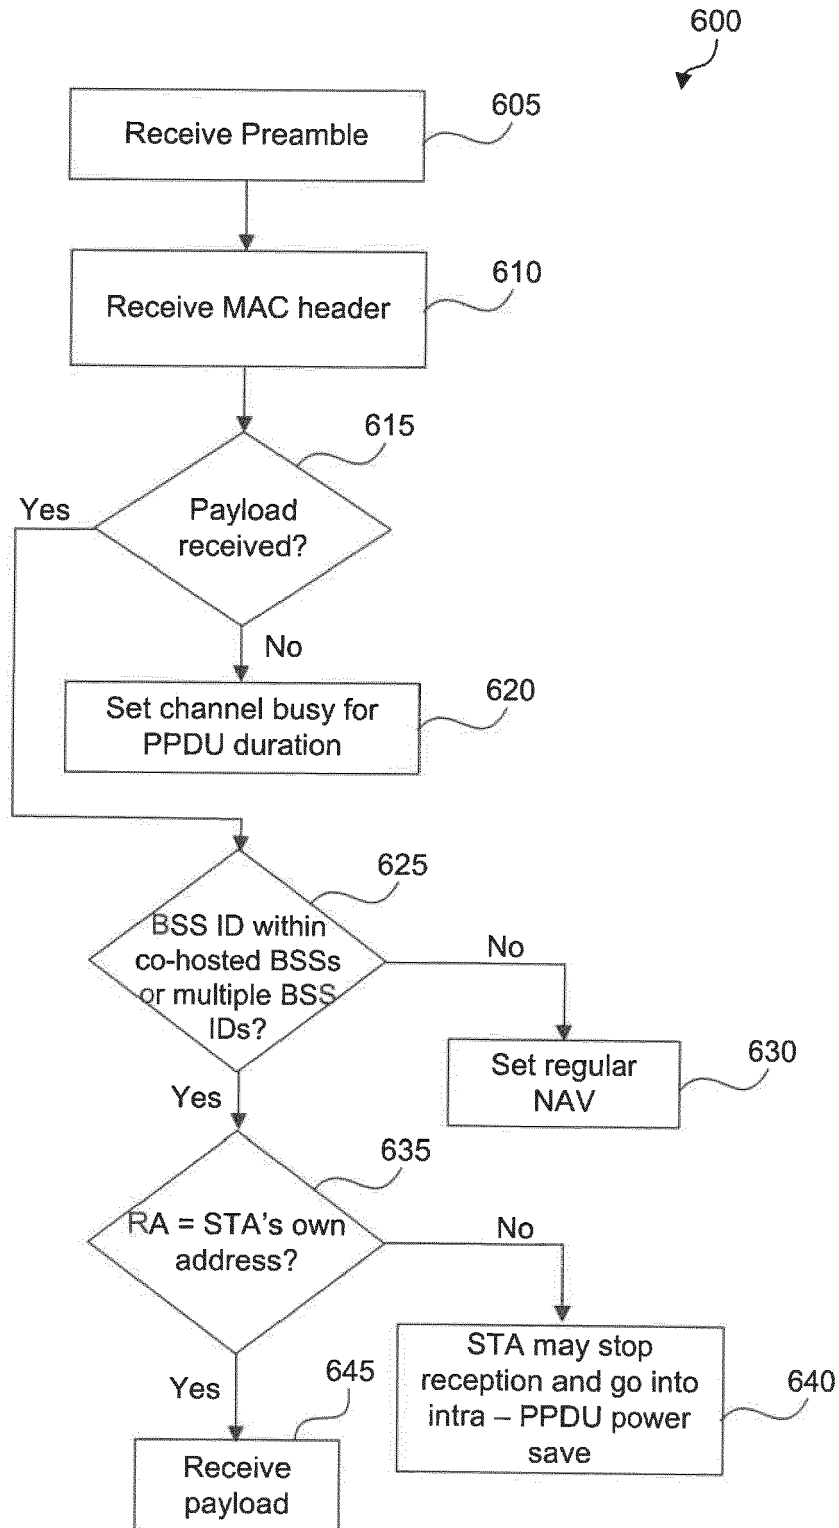 600
Receive Preamble
605
Receive MAC header
610
615
Yes
Payload
received?
No
Set channel busy for
PPDU duration
620
625
BSS ID within
co-hosted BSSs
or multiple BSS
IDs?
No
Set regular
NAV
630
Yes
635
RA = STA's own
address?
No
STA may stop
reception and go into
intra – PPDU power
save
640
Yes
645
Receive
payload